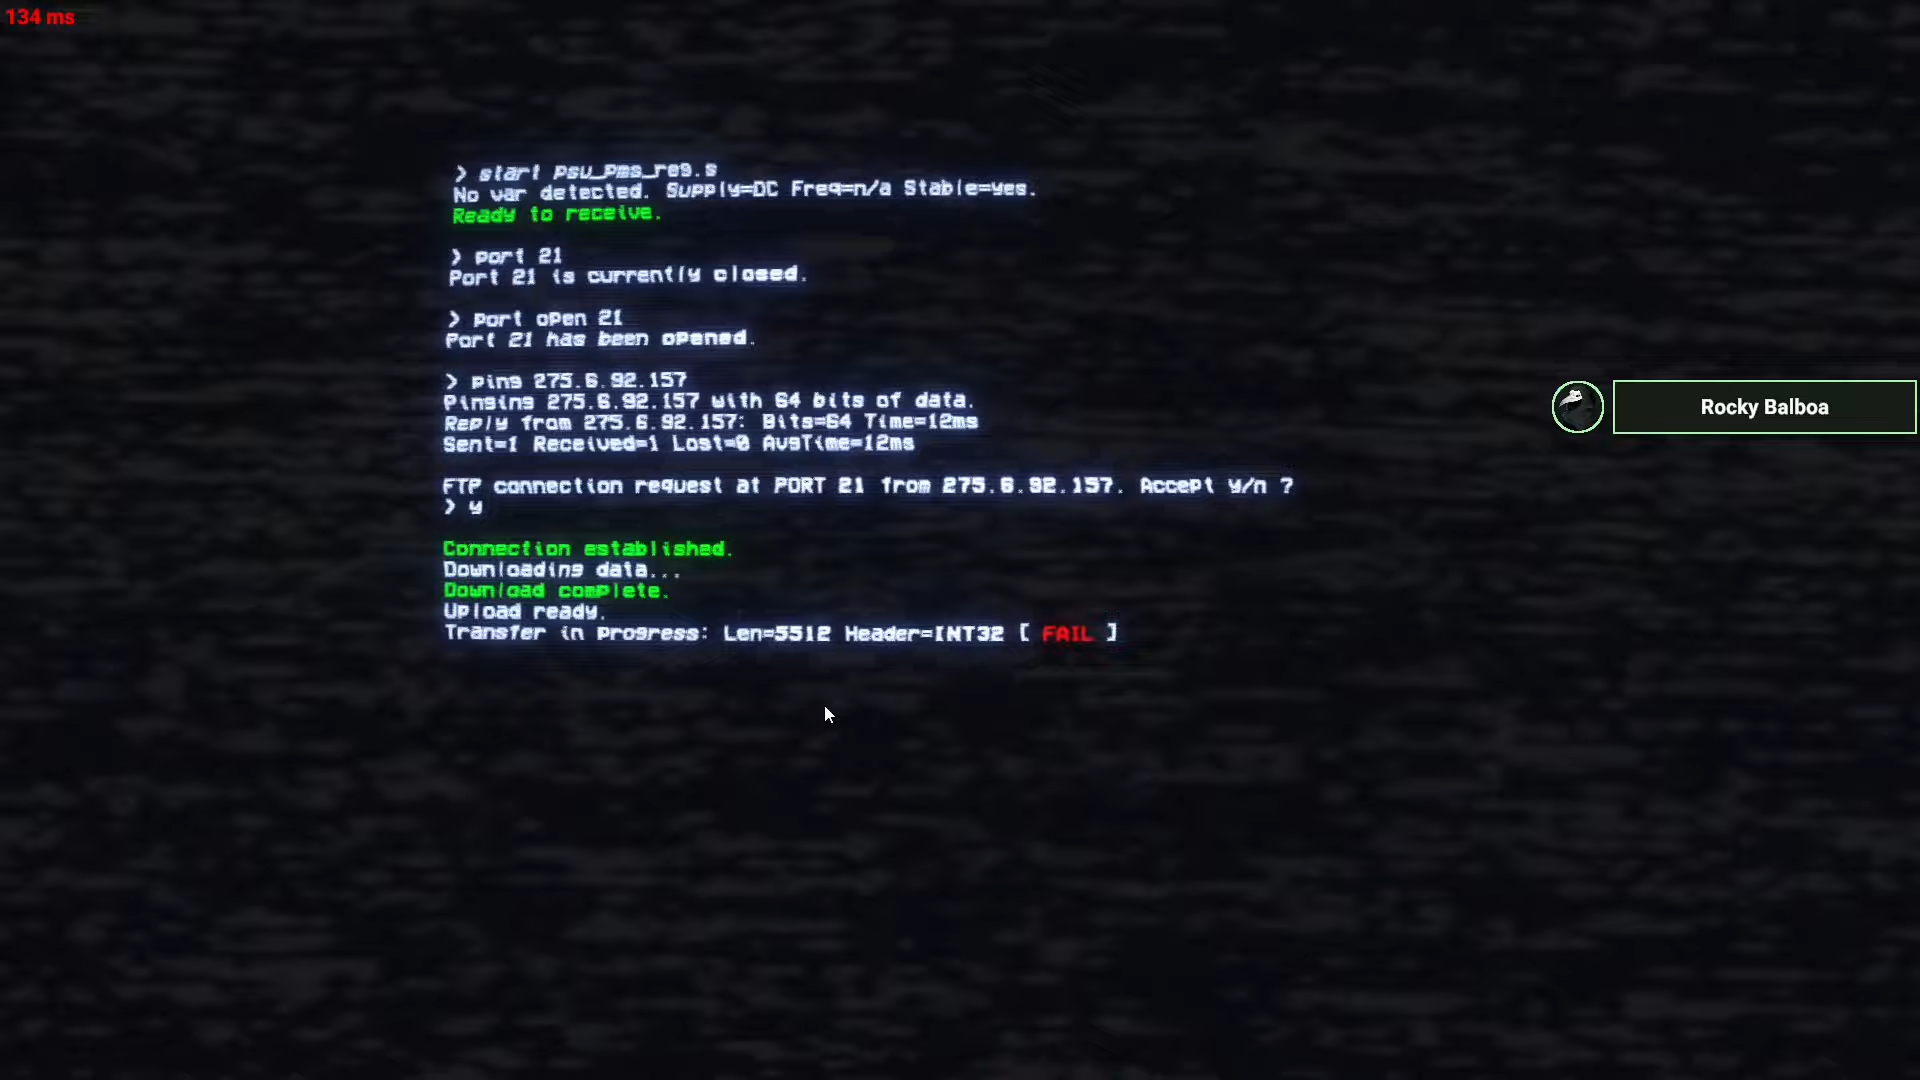 134 ms
> start psu_pms_reg.s
No var detected. Supply=DC Freq=n/a Stable=yes.
Ready to receive.
> port 21
Port 21 is currently closed.
> port open 21
Port 21 has been opened.
> ping 275.6.92.157
Pinging 275.6.92.157 with 64 bits of data.
Reply from 275.6.92.157: Bits=64 Time=12ms
Sent=1 Received=1 Lost=0 AvgTime=12ms
Rocky Balboa
FTP connection request at PORT 21 from 275.6.92.157. Accept y/n ?
> y
Connection established.
Downloading data...
Download complete.
Upload ready.
Transfer in progress: Len=5512 Header=INT32 [ FAIL ]